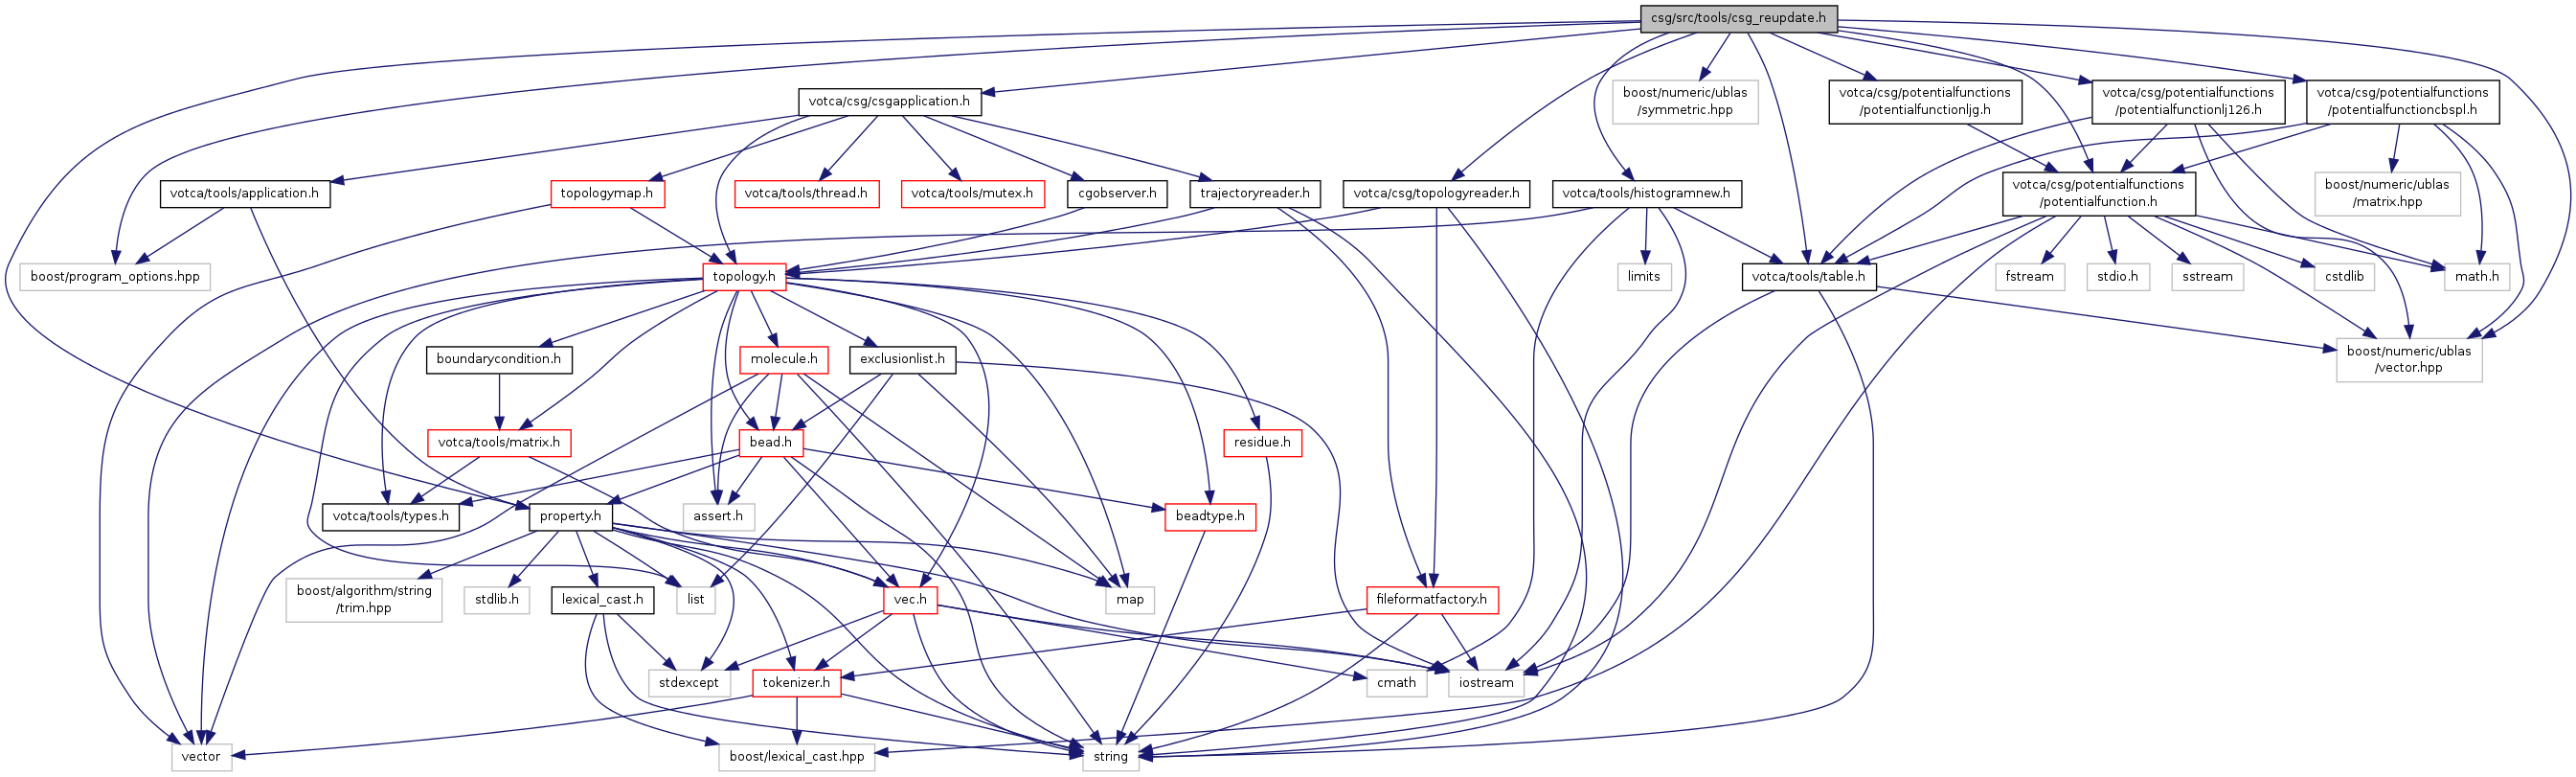 csg/src/tools/csg_reupdate.h
votca/csg/csgapplication.h
boost/numeric/ublas
/symmetric.hpp
votca/csg/potentialfunctions
/potentialfunctionljg.h
votca/csg/potentialfunctions
/potentialfunctionlj126.h
votca/csg/potentialfunctions
/potentialfunctioncbspl.h
votca/tools/application.h
topologymap.h
votca/tools/thread.h
votca/tools/mutex.h
cgobserver.h
trajectoryreader.h
votca/csg/topologyreader.h
votca/tools/histogramnew.h
votca/csg/potentialfunctions
/potentialfunction.h
boost/numeric/ublas
/matrix.hpp
boost/program_options.hpp
topology.h
limits
votca/tools/table.h
fstream
stdio.h
sstream
cstdlib
math.h
boundarycondition.h
molecule.h
exclusionlist.h
boost/numeric/ublas
/vector.hpp
votca/tools/matrix.h
bead.h
residue.h
votca/tools/types.h
property.h
assert.h
beadtype.h
boost/algorithm/string
/trim.hpp
stdlib.h
lexical_cast.h
list
vec.h
map
fileformatfactory.h
stdexcept
tokenizer.h
cmath
iostream
vector
boost/lexical_cast.hpp
string